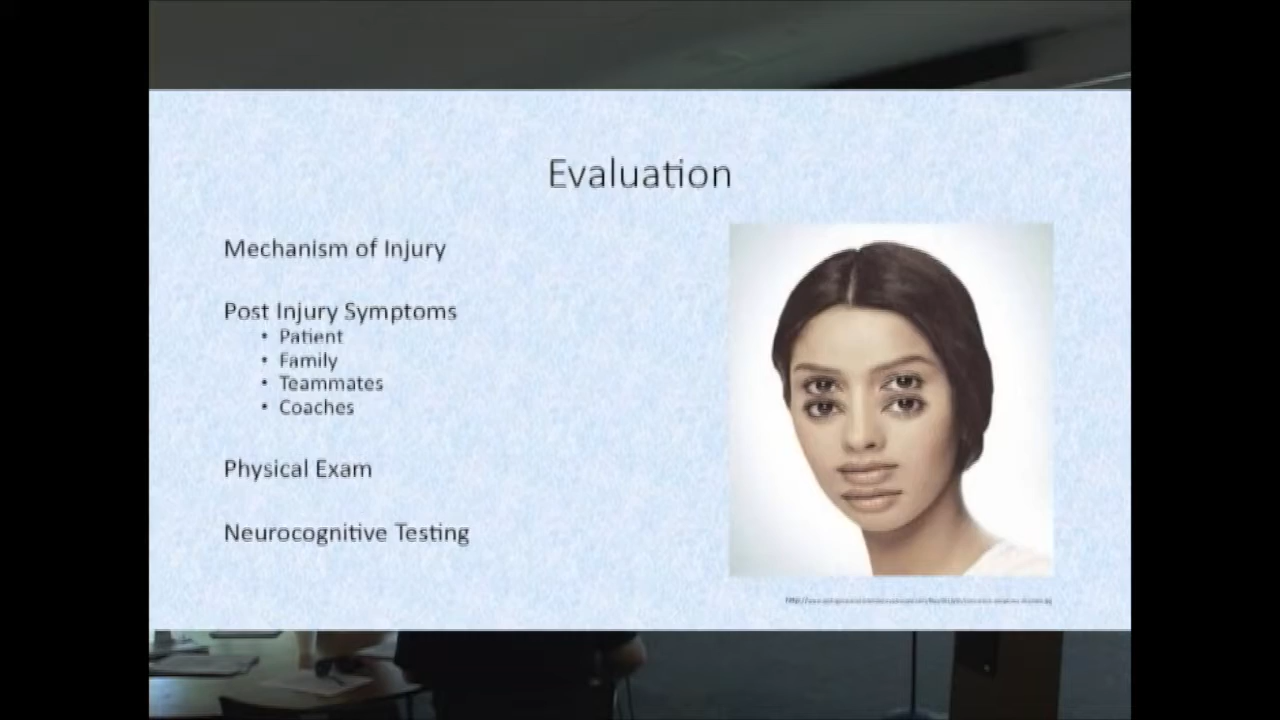 Evaluation
Mechanism of Injury
Post Injury Symptoms
• Patient
• Family
• Teammates
• Coaches
Physical Exam
Neurocognitive Testing